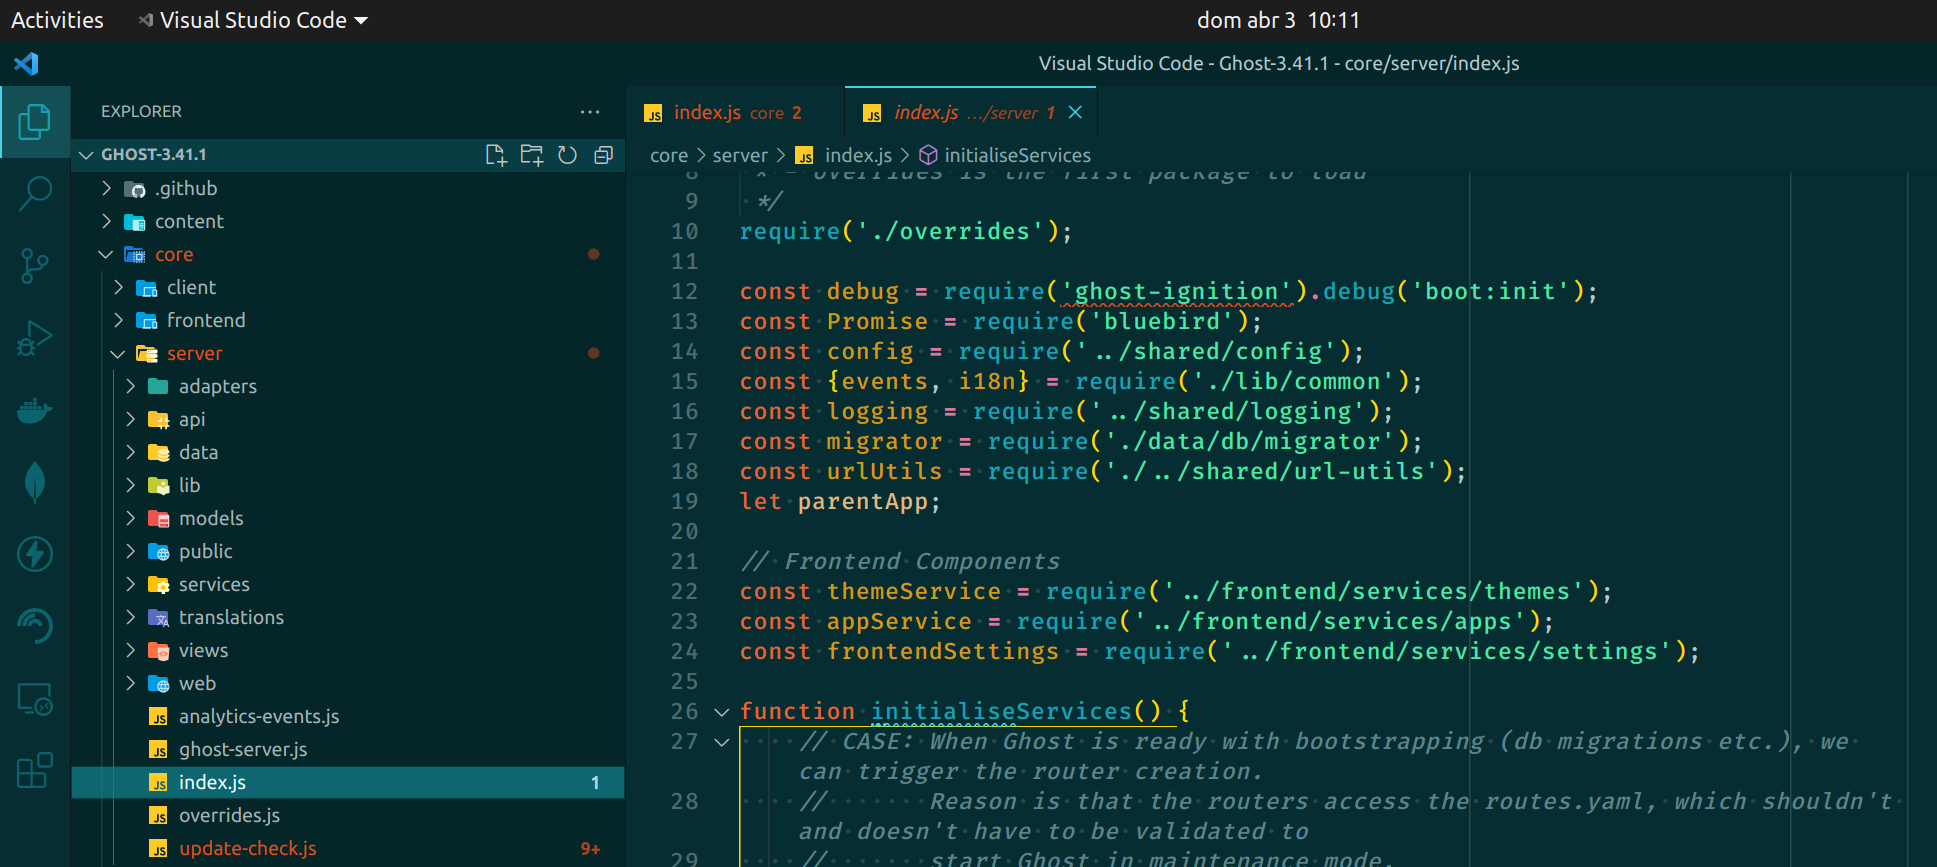 Activities
Visual Studio Code
dom abr 3 10:11
Visual Studio Code - Ghost-3.41.1 - core/server/index.js
EXPLORER
···
GHOST-3.41.1
.github
content
core
client
frontend
server
adapters
api
data
lib
models
public
services
translations
views
web
analytics-events.js
ghost-server.js
index.js 1
overrides.js
update-check.js 9+
index.js core 2
index.js .../server 1
core > server > index.js > initialiseServices
8 * - overrides is the first package to load
9 */
10 require('./overrides');
11
12 const debug = require('ghost-ignition').debug('boot:init');
13 const Promise = require('bluebird');
14 const config = require('../shared/config');
15 const {events, i18n} = require('./lib/common');
16 const logging = require('../shared/logging');
17 const migrator = require('./data/db/migrator');
18 const urlUtils = require('./../shared/url-utils');
19 let parentApp;
20
21 // Frontend Components
22 const themeService = require('../frontend/services/themes');
23 const appService = require('../frontend/services/apps');
24 const frontendSettings = require('../frontend/services/settings');
25
26 function initialiseServices() {
27 // CASE: When Ghost is ready with bootstrapping (db migrations etc.), we
can trigger the router creation.
28 // Reason is that the routers access the routes.yaml, which shouldn't
and doesn't have to be validated to
29 // start Ghost in maintenance mode.